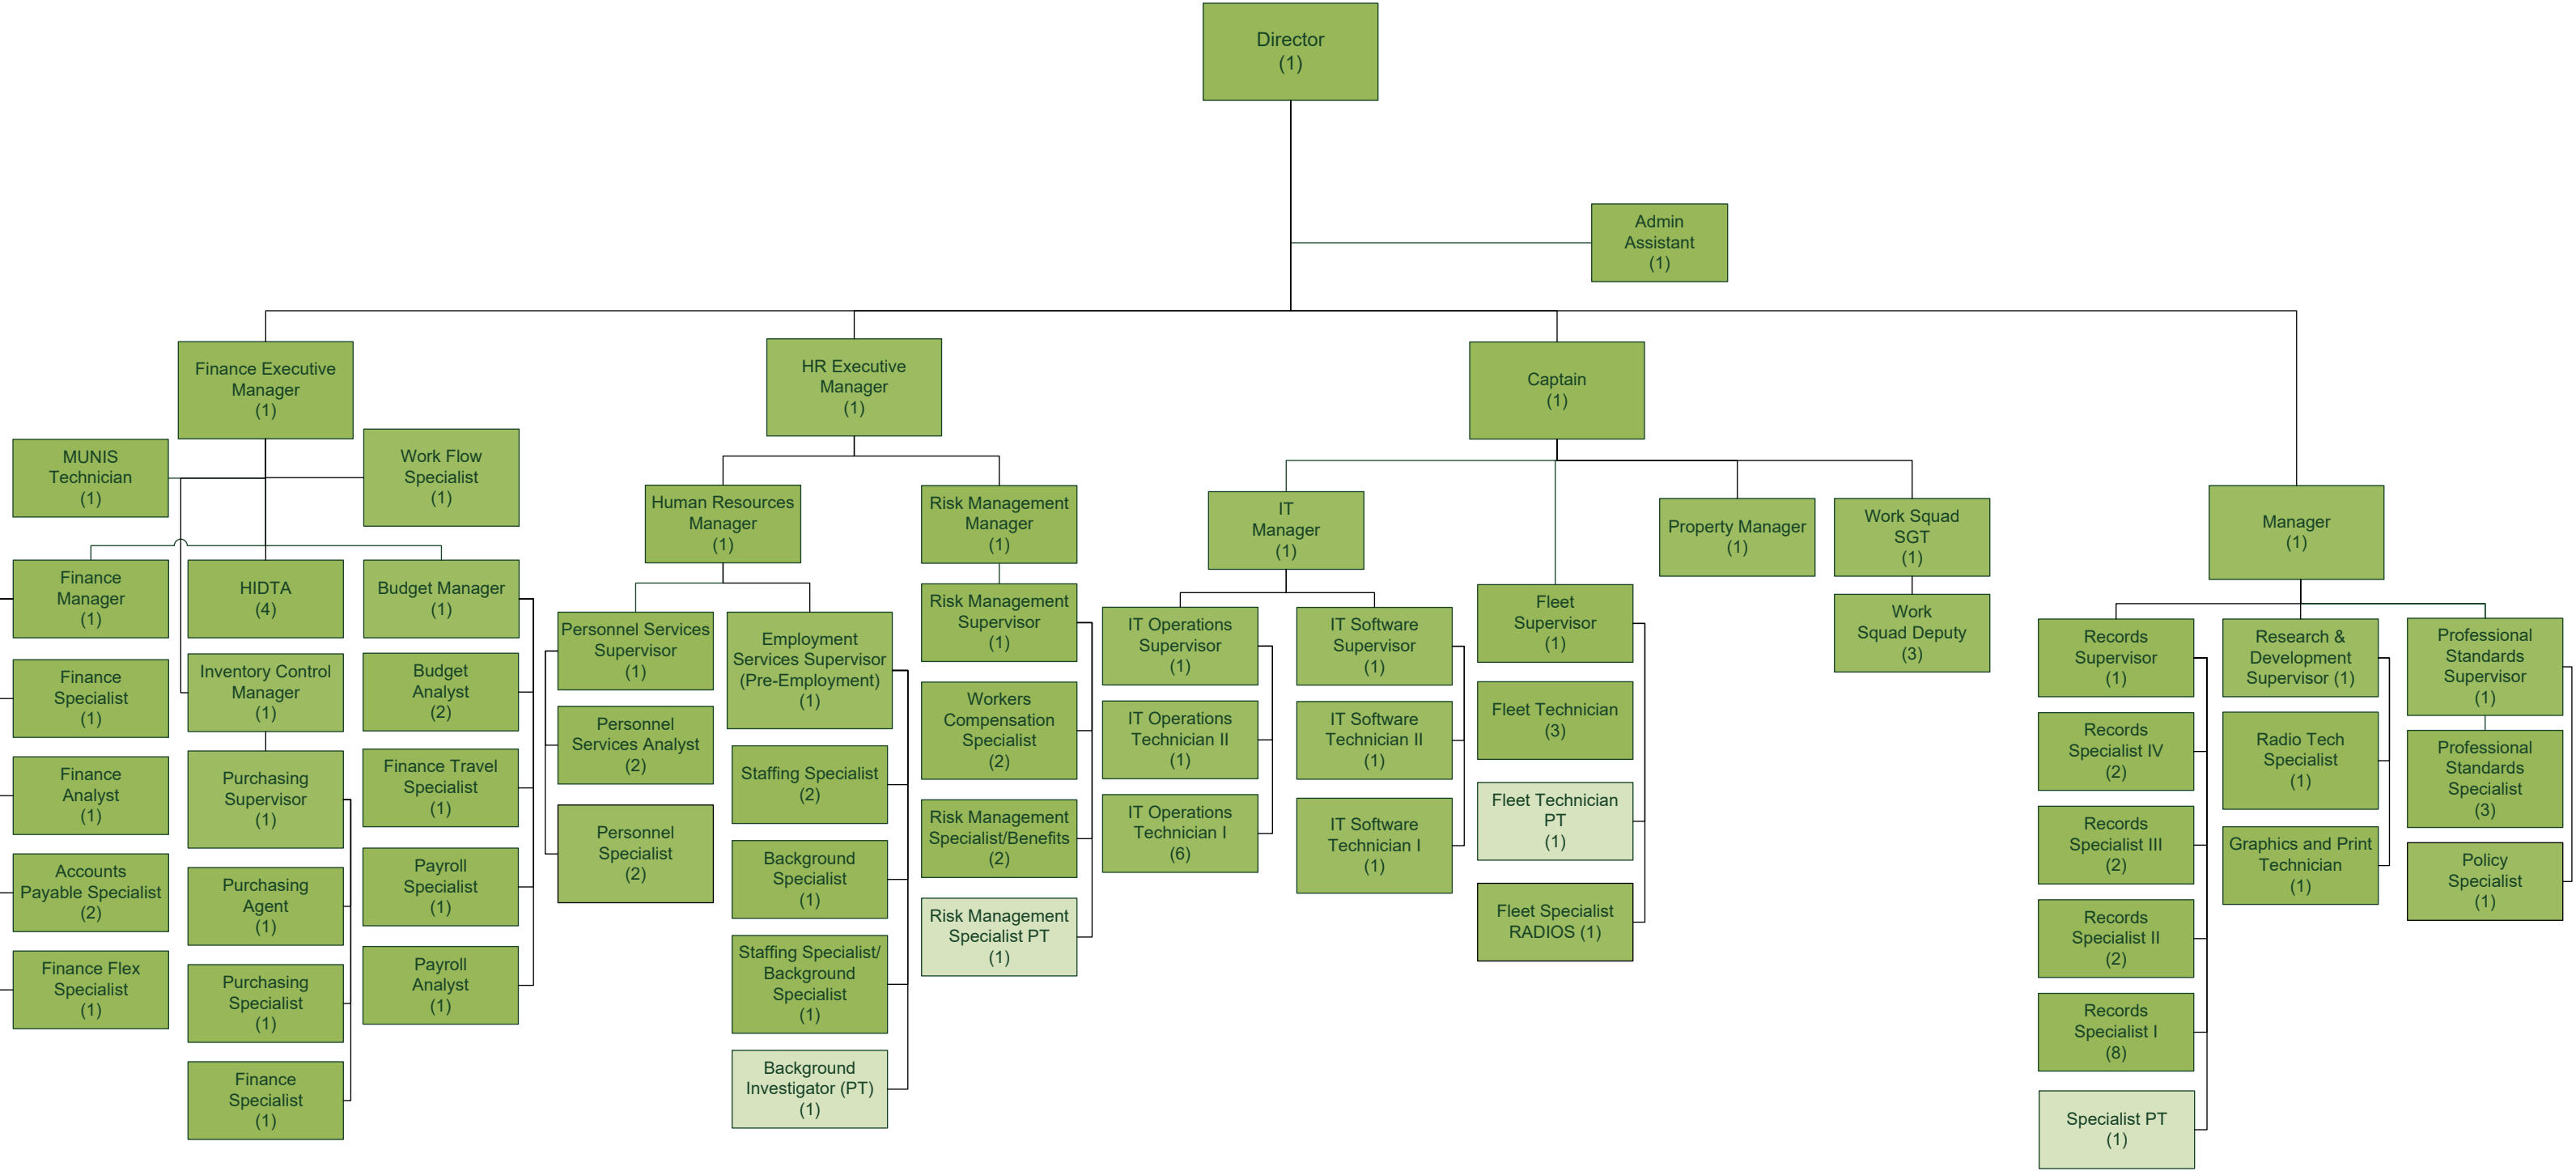 Director
(1)
Admin
Assistant
(1)
Finance Executive
Manager
(1)
HR Executive
Manager
(1)
Captain
(1)
Manager
(1)
MUNIS
Technician
(1)
Work Flow
Specialist
(1)
Finance
Manager
(1)
Finance
Specialist
(1)
Finance
Analyst
(1)
Accounts
Payable Specialist
(2)
Finance Flex
Specialist
(1)
HIDTA
(4)
Inventory Control
Manager
(1)
Purchasing
Supervisor
(1)
Purchasing
Agent
(1)
Purchasing
Specialist
(1)
Finance
Specialist
(1)
Budget Manager
(1)
Budget
Analyst
(2)
Finance Travel
Specialist
(1)
Payroll
Specialist
(1)
Payroll
Analyst
(1)
Human Resources
Manager
(1)
Personnel Services
Supervisor
(1)
Personnel
Services Analyst
(2)
Personnel
Specialist
(2)
Employment
Services Supervisor
(Pre-Employment)
(1)
Staffing Specialist
(2)
Background
Specialist
(1)
Staffing Specialist/
Background
Specialist
(1)
Background
Investigator (PT)
(1)
Risk Management
Manager
(1)
Risk Management
Supervisor
(1)
Workers
Compensation
Specialist
(2)
Risk Management
Specialist/Benefits
(2)
Risk Management
Specialist PT
(1)
IT
Manager
(1)
IT Operations
Supervisor
(1)
IT Operations
Technician II
(1)
IT Operations
Technician I
(6)
IT Software
Supervisor
(1)
IT Software
Technician II
(1)
IT Software
Technician I
(1)
Fleet
Supervisor
(1)
Fleet Technician
(3)
Fleet Technician
PT
(1)
Fleet Specialist
RADIOS (1)
Property Manager
(1)
Work Squad
SGT
(1)
Work
Squad Deputy
(3)
Records
Supervisor
(1)
Records
Specialist IV
(2)
Records
Specialist III
(2)
Records
Specialist II
(2)
Records
Specialist I
(8)
Specialist PT
(1)
Research &
Development
Supervisor (1)
Radio Tech
Specialist
(1)
Graphics and Print
Technician
(1)
Professional
Standards
Supervisor
(1)
Professional
Standards
Specialist
(3)
Policy
Specialist
(1)